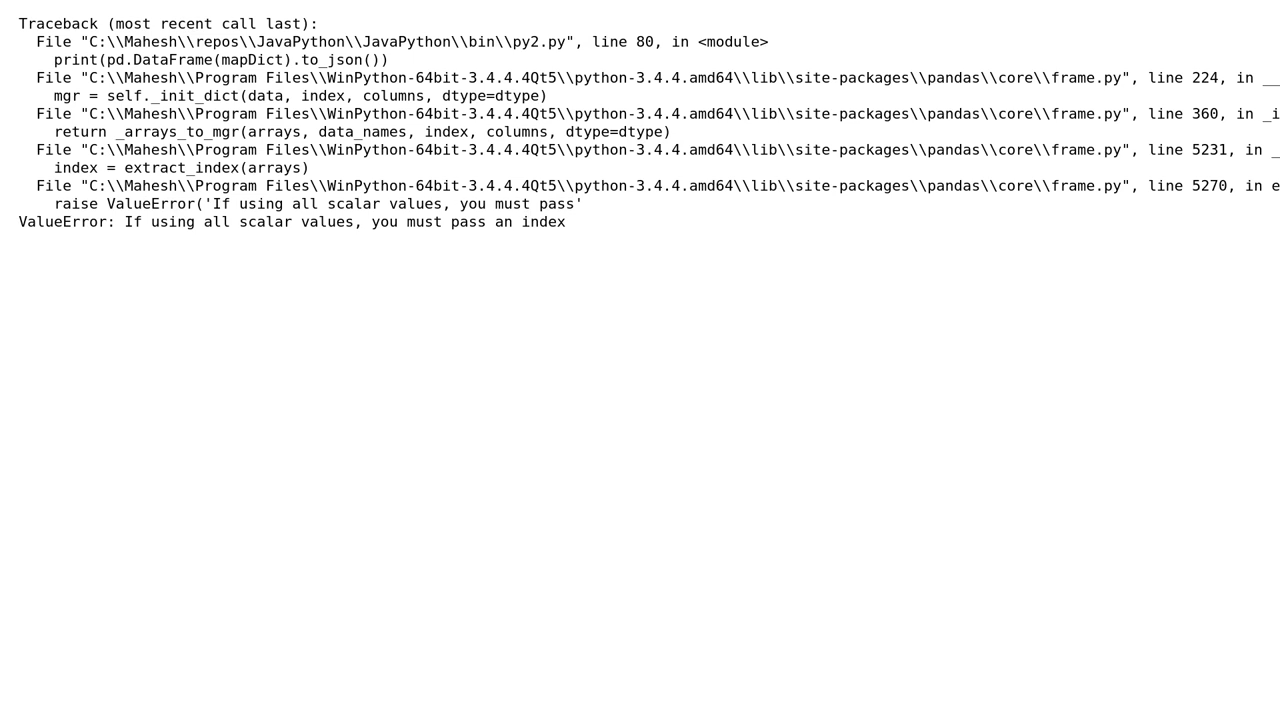 Traceback (most recent call last):
  File "C:\\Mahesh\\repos\\JavaPython\\JavaPython\\bin\\py2.py", line 80, in <module>
    print(pd.DataFrame(mapDict).to_json())
  File "C:\\Mahesh\\Program Files\\WinPython-64bit-3.4.4.4Qt5\\python-3.4.4.amd64\\lib\\site-packages\\pandas\\core\\frame.py", line 224, in __
    mgr = self._init_dict(data, index, columns, dtype=dtype)
  File "C:\\Mahesh\\Program Files\\WinPython-64bit-3.4.4.4Qt5\\python-3.4.4.amd64\\lib\\site-packages\\pandas\\core\\frame.py", line 360, in _i
    return _arrays_to_mgr(arrays, data_names, index, columns, dtype=dtype)
  File "C:\\Mahesh\\Program Files\\WinPython-64bit-3.4.4.4Qt5\\python-3.4.4.amd64\\lib\\site-packages\\pandas\\core\\frame.py", line 5231, in _
    index = extract_index(arrays)
  File "C:\\Mahesh\\Program Files\\WinPython-64bit-3.4.4.4Qt5\\python-3.4.4.amd64\\lib\\site-packages\\pandas\\core\\frame.py", line 5270, in e
    raise ValueError('If using all scalar values, you must pass'
ValueError: If using all scalar values, you must pass an index